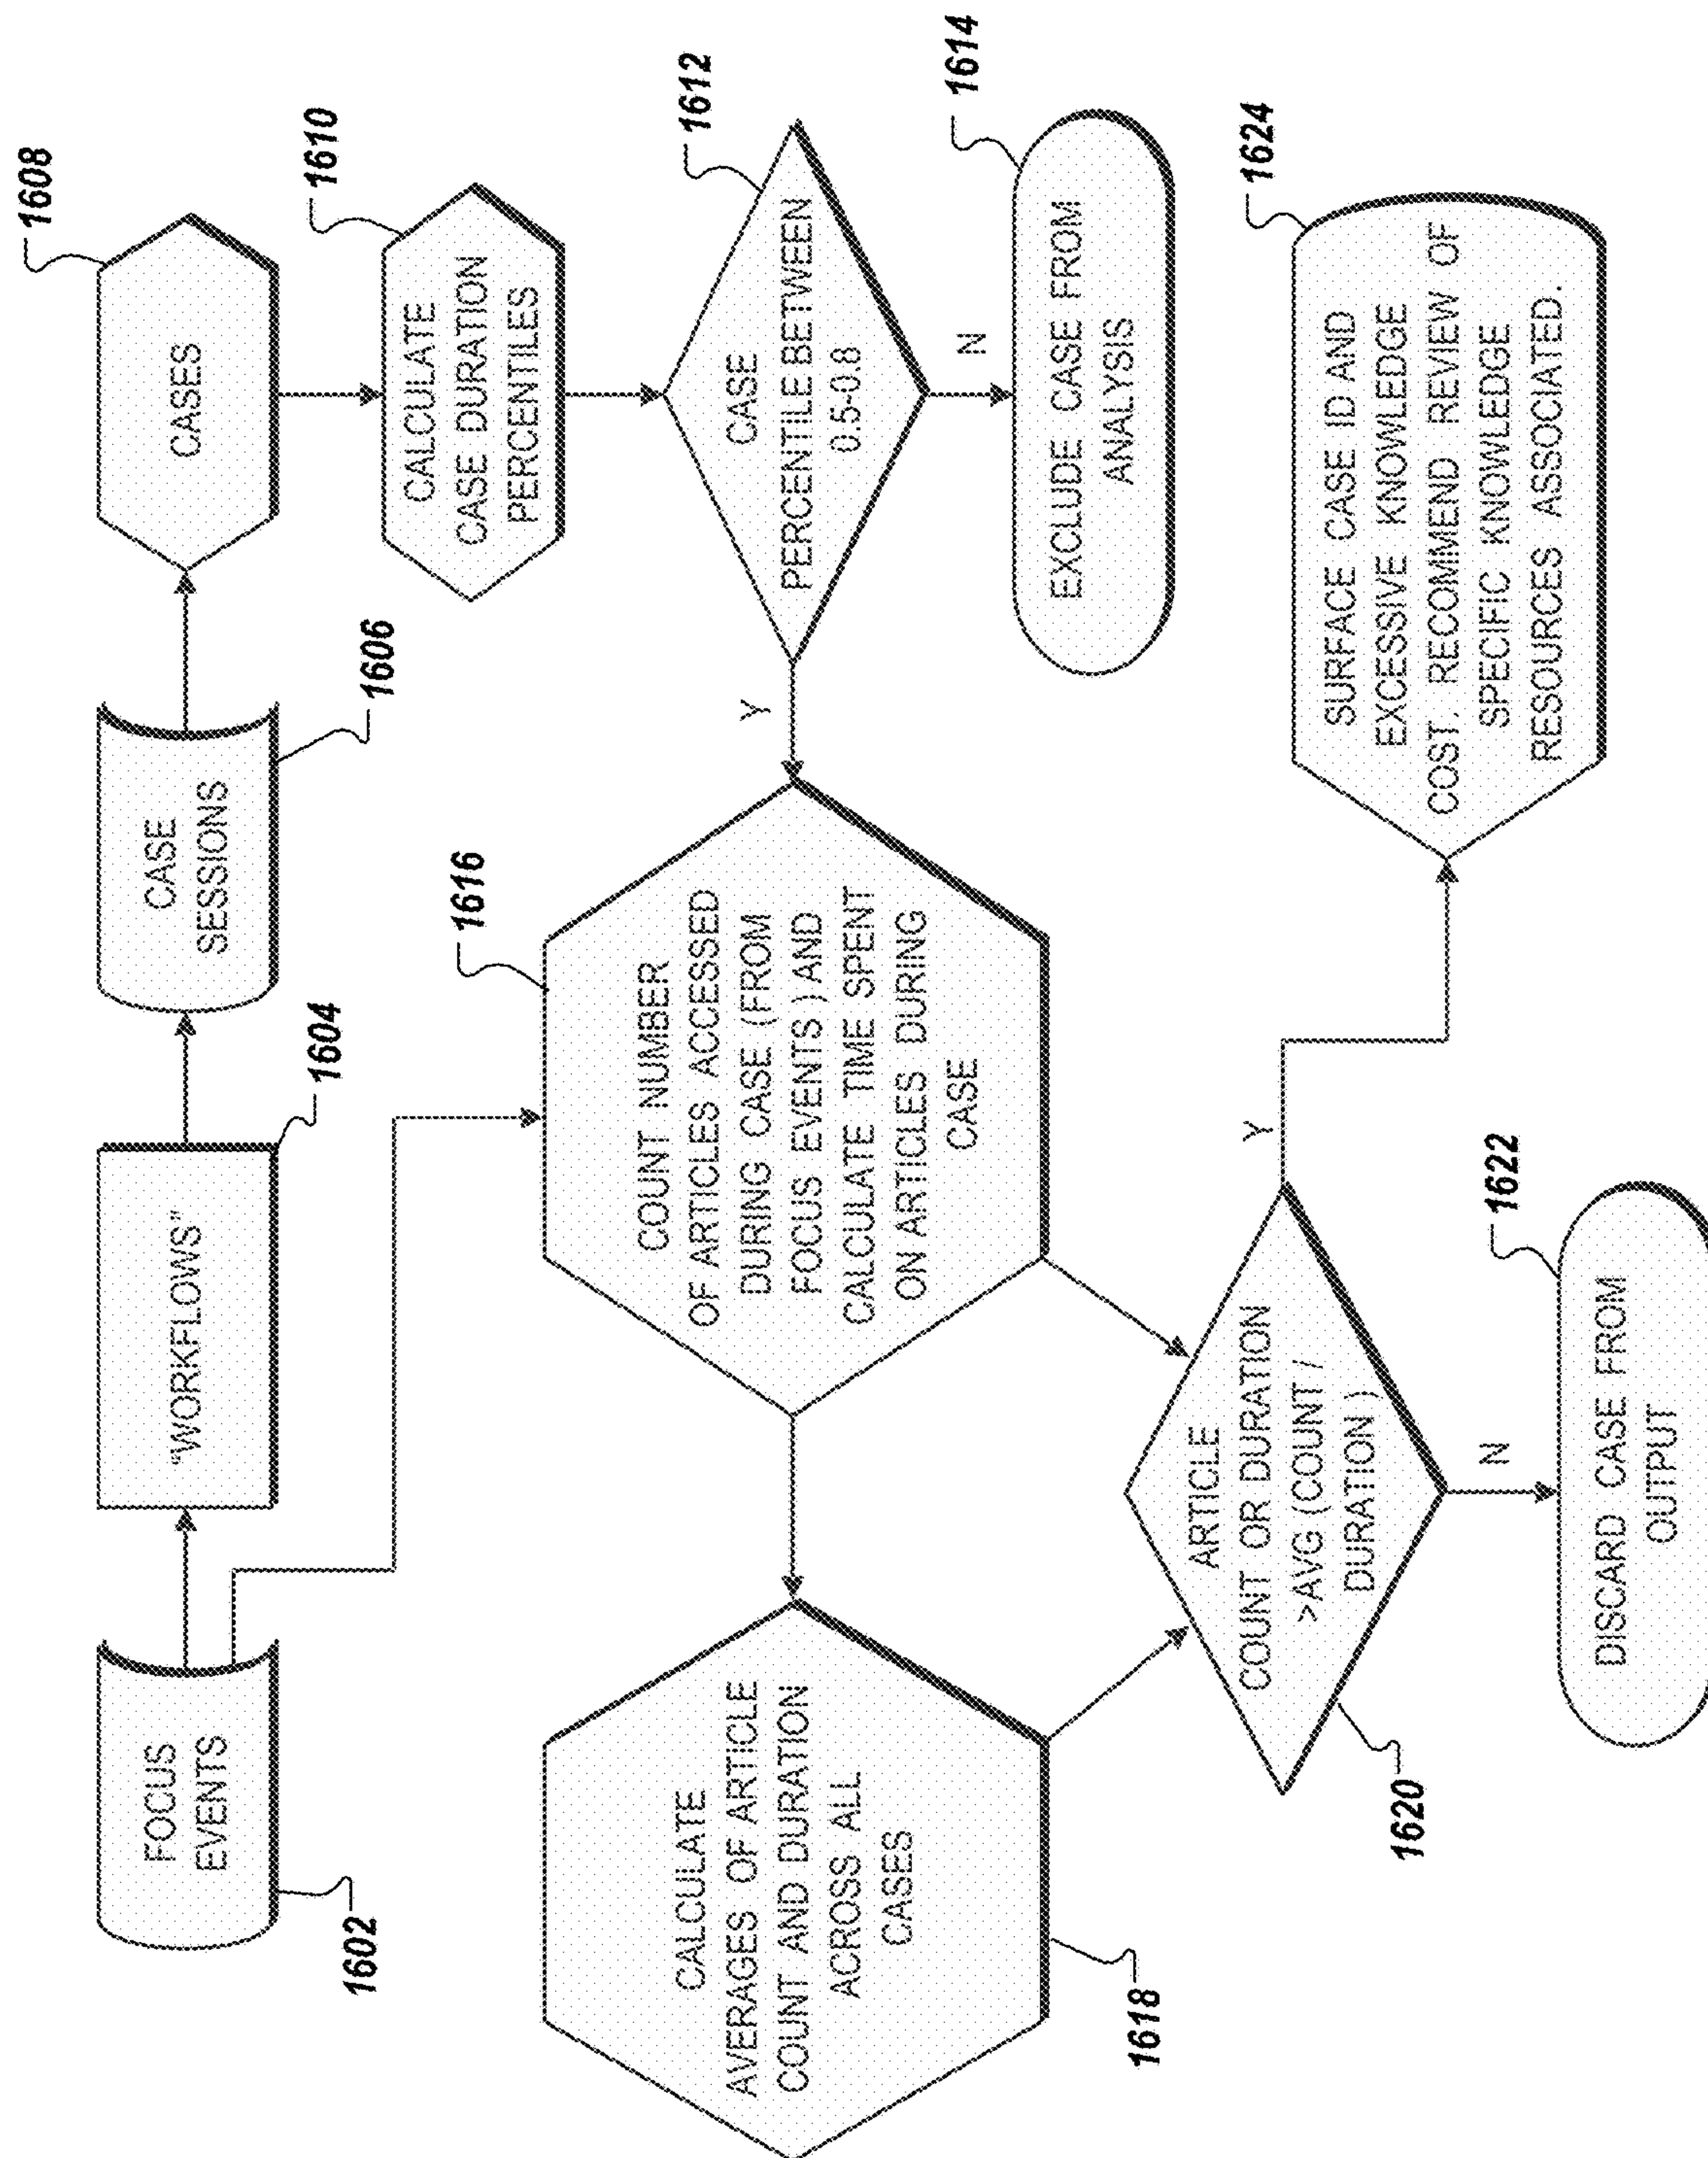 FOCUS
EVENTS
1602
"WORKFLOWS"
1604
CASE
SESSIONS
1606
CASES
1608
CALCULATE
CASE DURATION
PERCENTILES
1610
CASE
PERCENTILE BETWEEN
0.5-0.8
1612
Y
N
EXCLUDE CASE FROM
ANALYSIS
1614
COUNT NUMBER
OF ARTICLES ACCESSED
DURING CASE (FROM
FOCUS EVENTS ) AND
CALCULATE TIME SPENT
ON ARTICLES DURING
CASE
1616
CALCULATE
AVERAGES OF ARTICLE
COUNT AND DURATION
ACROSS ALL
CASES
1618
ARTICLE
COUNT OR DURATION
>AVG (COUNT /
DURATION )
1620
Y
N
DISCARD CASE FROM
OUTPUT
1622
SURFACE CASE ID AND
EXCESSIVE KNOWLEDGE
COST. RECOMMEND REVIEW OF
SPECIFIC KNOWLEDGE
RESOURCES ASSOCIATED.
1624